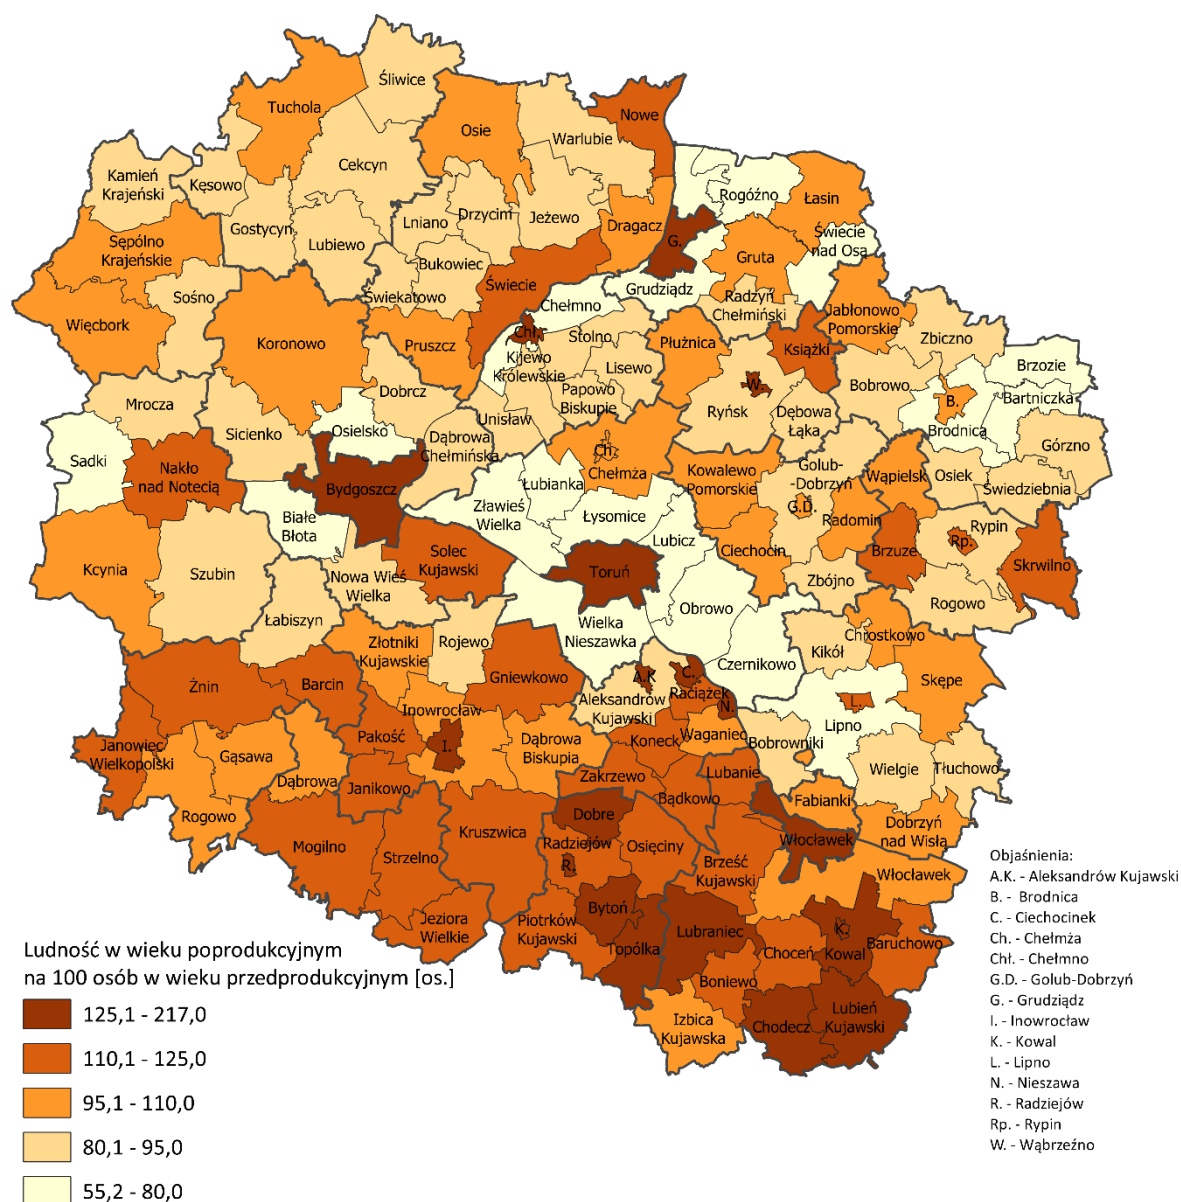 Śliwice
Tuchola
Nowe
Osie
Warlubie
Cekcyn
Kamień
Krajeński
Kęsowo
Rogóźno
Łasin
Drzycim
Jeżewo
Lniano
Dragacz
Gostycyn
Lubiewo
G.
Świecie
nad Osą
Sępólno
Krajeńskie
Bukowiec
Gruta
Świecie
Grudziądz
Świekatowo
Sośno
Radzyń
Chełmiński
Chełmno
Jabłonowo
Pomorskie
Więcbork
Chł.
Stolno
Płużnica
Książki
Zbiczno
Koronowo
Pruszcz
Kijewo
Królewskie
Lisewo
Brzozie
W.
Bobrowo
Papowo
Biskupie
Dobrcz
B.
Bartniczka
Mrocza
Ryńsk
Dębowa
Łąka
Unisław
Brodnica
Sicienko
Osielsko
Dąbrowa
Chełmińska
Ch.
Chełmża
Górzno
Sadki
Nakło
nad Notecią
Kowalewo
Pomorskie
Golub-
-Dobrzyń
Wąpielsk
Osiek
Bydgoszcz
Łubianka
Świedziebnia
Zławieś
Wielka
G.D.
Białe
Błota
Łysomice
Radomin
Rypin
Lubicz
Rp.
Solec
Kujawski
Ciechocin
Brzuze
Skrwilno
Kcynia
Szubin
Toruń
Nowa Wieś
Wielka
Zbójno
Obrowo
Rogowo
Łabiszyn
Wielka
Nieszawka
Złotniki
Kujawskie
Rojewo
Chrostkowo
Kikół
Czernikowo
Żnin
Barcin
Gniewkowo
A.K
C.
Raciążek
Skępe
Aleksandrów
Kujawski
N.
L.
Inowrocław
Lipno
Pakość
I.
Waganiec
Koneck
Bobrowniki
Janowiec
Wielkopolski
Gąsawa
Dąbrowa
Biskupia
Dąbrowa
Zakrzewo
Lubanie
Wielgie
Tłuchowo
Janikowo
Bądkowo
Fabianki
Rogowo
Dobre
Dobrzyń
nad Wisłą
Kruszwica
Mogilno
Radziejów
Osięciny
Włocławek
Strzelno
R.
Brześć
Kujawski
Włocławek
Bytoń
Jeziora
Wielkie
Piotrków
Kujawski
Lubraniec
K.
Baruchowo
Topólka
Choceń
Kowal
Boniewo
Lubień
Kujawski
Izbica
Kujawska
Chodecz
Objaśnienia:
A.K. - Aleksandrów Kujawski
B. - Brodnica
C. - Ciechocinek
Ch. - Chełmża
Chł. - Chełmno
G.D. - Golub-Dobrzyń
G. - Grudziądz
I. - Inowrocław
K. - Kowal
L. - Lipno
N. - Nieszawa
R. - Radziejów
Rp. - Rypin
W. - Wąbrzeźno
Ludność w wieku poprodukcyjnym
na 100 osób w wieku przedprodukcyjnym [os.]
125,1 - 217,0
110,1 - 125,0
95,1 - 110,0
80,1 - 95,0
55,2 - 80,0